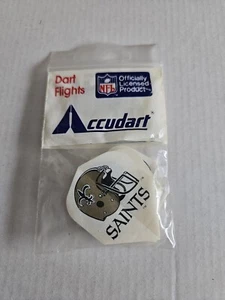 Dart
Flights
NFL
Officially
Licensed
Product
Accudart
SAINTS